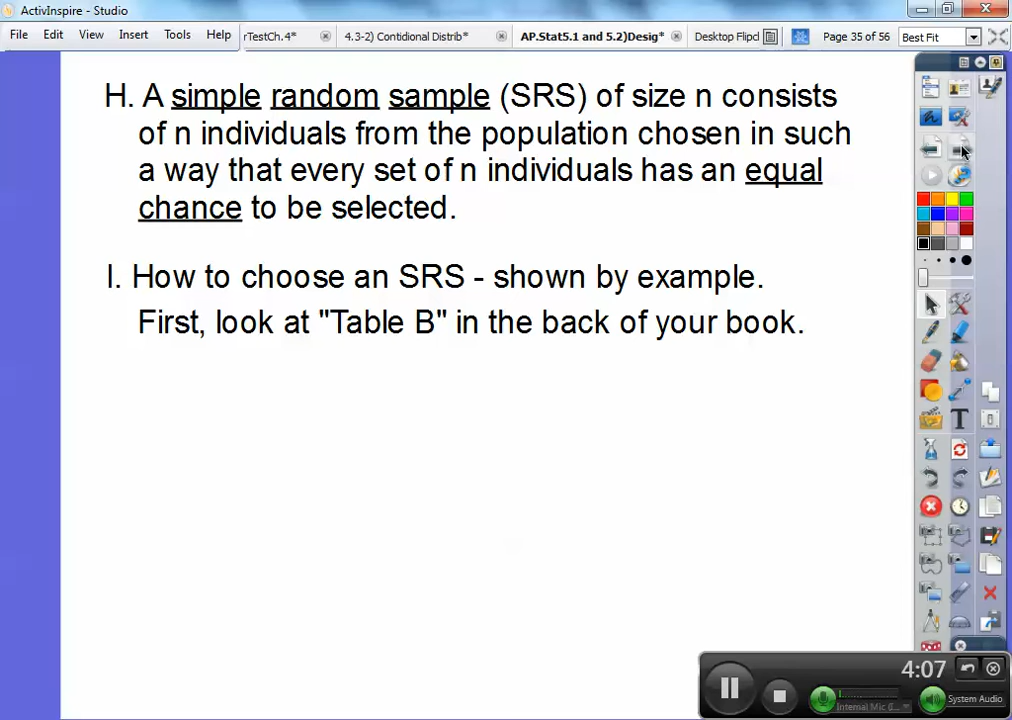 ActivInspire - Studio
File Edit View Insert Tools Help
rTestCh.4* 4.3-2) Contidional Distrib* AP.Stat5.1 and 5.2)Desig* Desktop Flipcl Page 35 of 56 Best Fit
H. A simple random sample (SRS) of size n consists
of n individuals from the population chosen in such
a way that every set of n individuals has an equal
chance to be selected.
I. How to choose an SRS - shown by example.
First, look at "Table B" in the back of your book.
4:07
Internal Mic (I...
System Audio